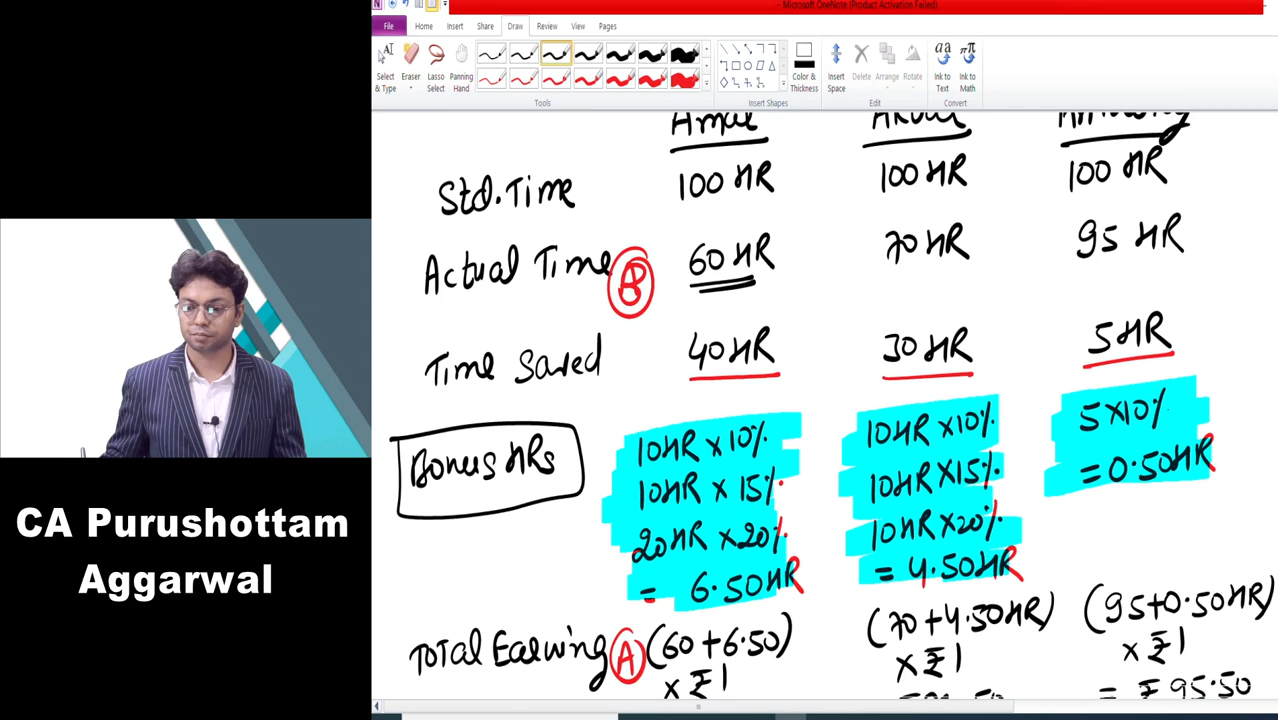 Microsoft OneNote (Product Activation Failed)
File Home Insert Share Draw Review View Pages
Select & Type Eraser Lasso Select Panning Hand
Color & Thickness
Insert Space Delete Arrange Rotate
Ink to Text Ink to Math
Tools Insert Shapes Edit Convert
Std. Time 100 HR 100 HR 100 HR
Actual Time B 60 HR 70 HR 95 HR
Time Saved 40 HR 30 HR 5 HR
Bonus HRs
10HR x 10%
10HR x 15%
20HR x 20%
= 6.50HR
10HR x 10%
10HR x 15%
10HR x 20%
= 4.50HR
5 x 10%
= 0.50HR
Total Earning A (60 + 6.50) x ₹1
(70 + 4.50HR) x ₹1
(95 + 0.50HR) x ₹1
= ₹95.50
CA Purushottam
Aggarwal